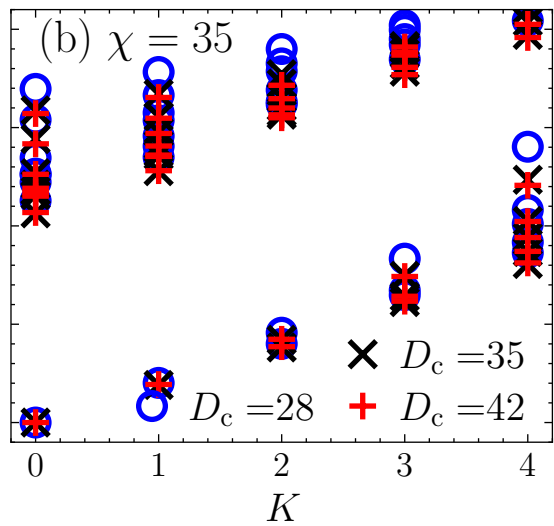 (b) χ = 35
× D_c = 35
○ D_c = 28 + D_c = 42
0 1 2 3 4
K